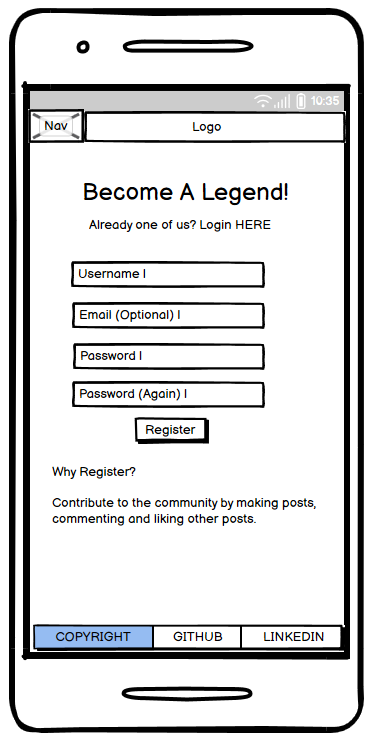 10:35
Nav
Logo
Become A Legend!
Already one of us? Login HERE
Username |
Email (Optional) |
Password |
Password (Again) |
Register
Why Register?
Contribute to the community by making posts,
commenting and liking other posts.
COPYRIGHT
GITHUB
LINKEDIN